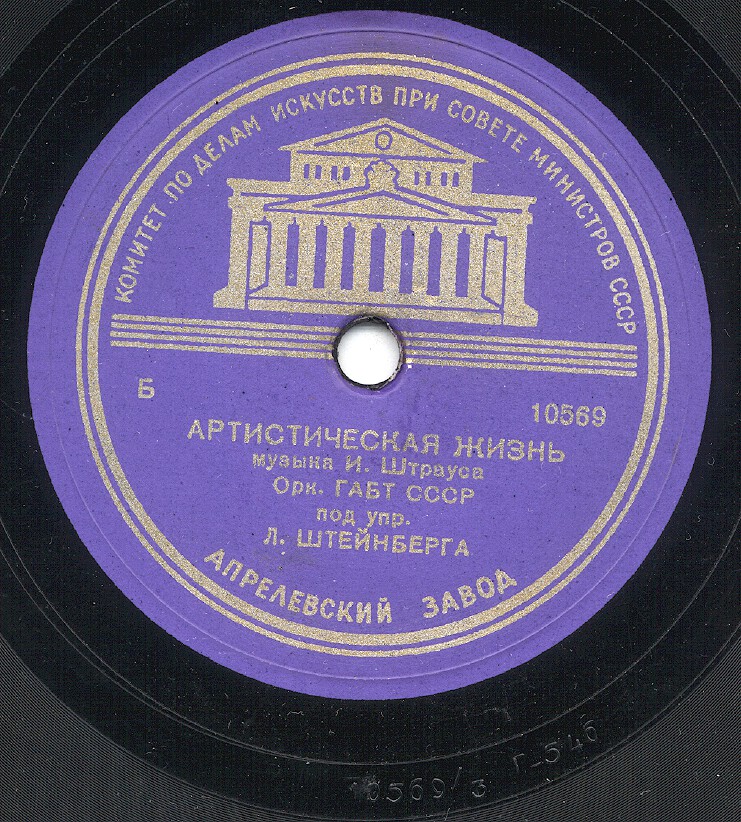 КОМИТЕТ ПО ДЕЛАМ ИСКУССТВ ПРИ СОВЕТЕ МИНИСТРОВ СССР
Б
10569
АРТИСТИЧЕСКАЯ ЖИЗНЬ
музыка И. Штрауса
Орк. ГАБТ СССР
под упр.
Л. ШТЕЙНБЕРГА
АПРЕЛЕВСКИЙ ЗАВОД
10569/3 Г-546